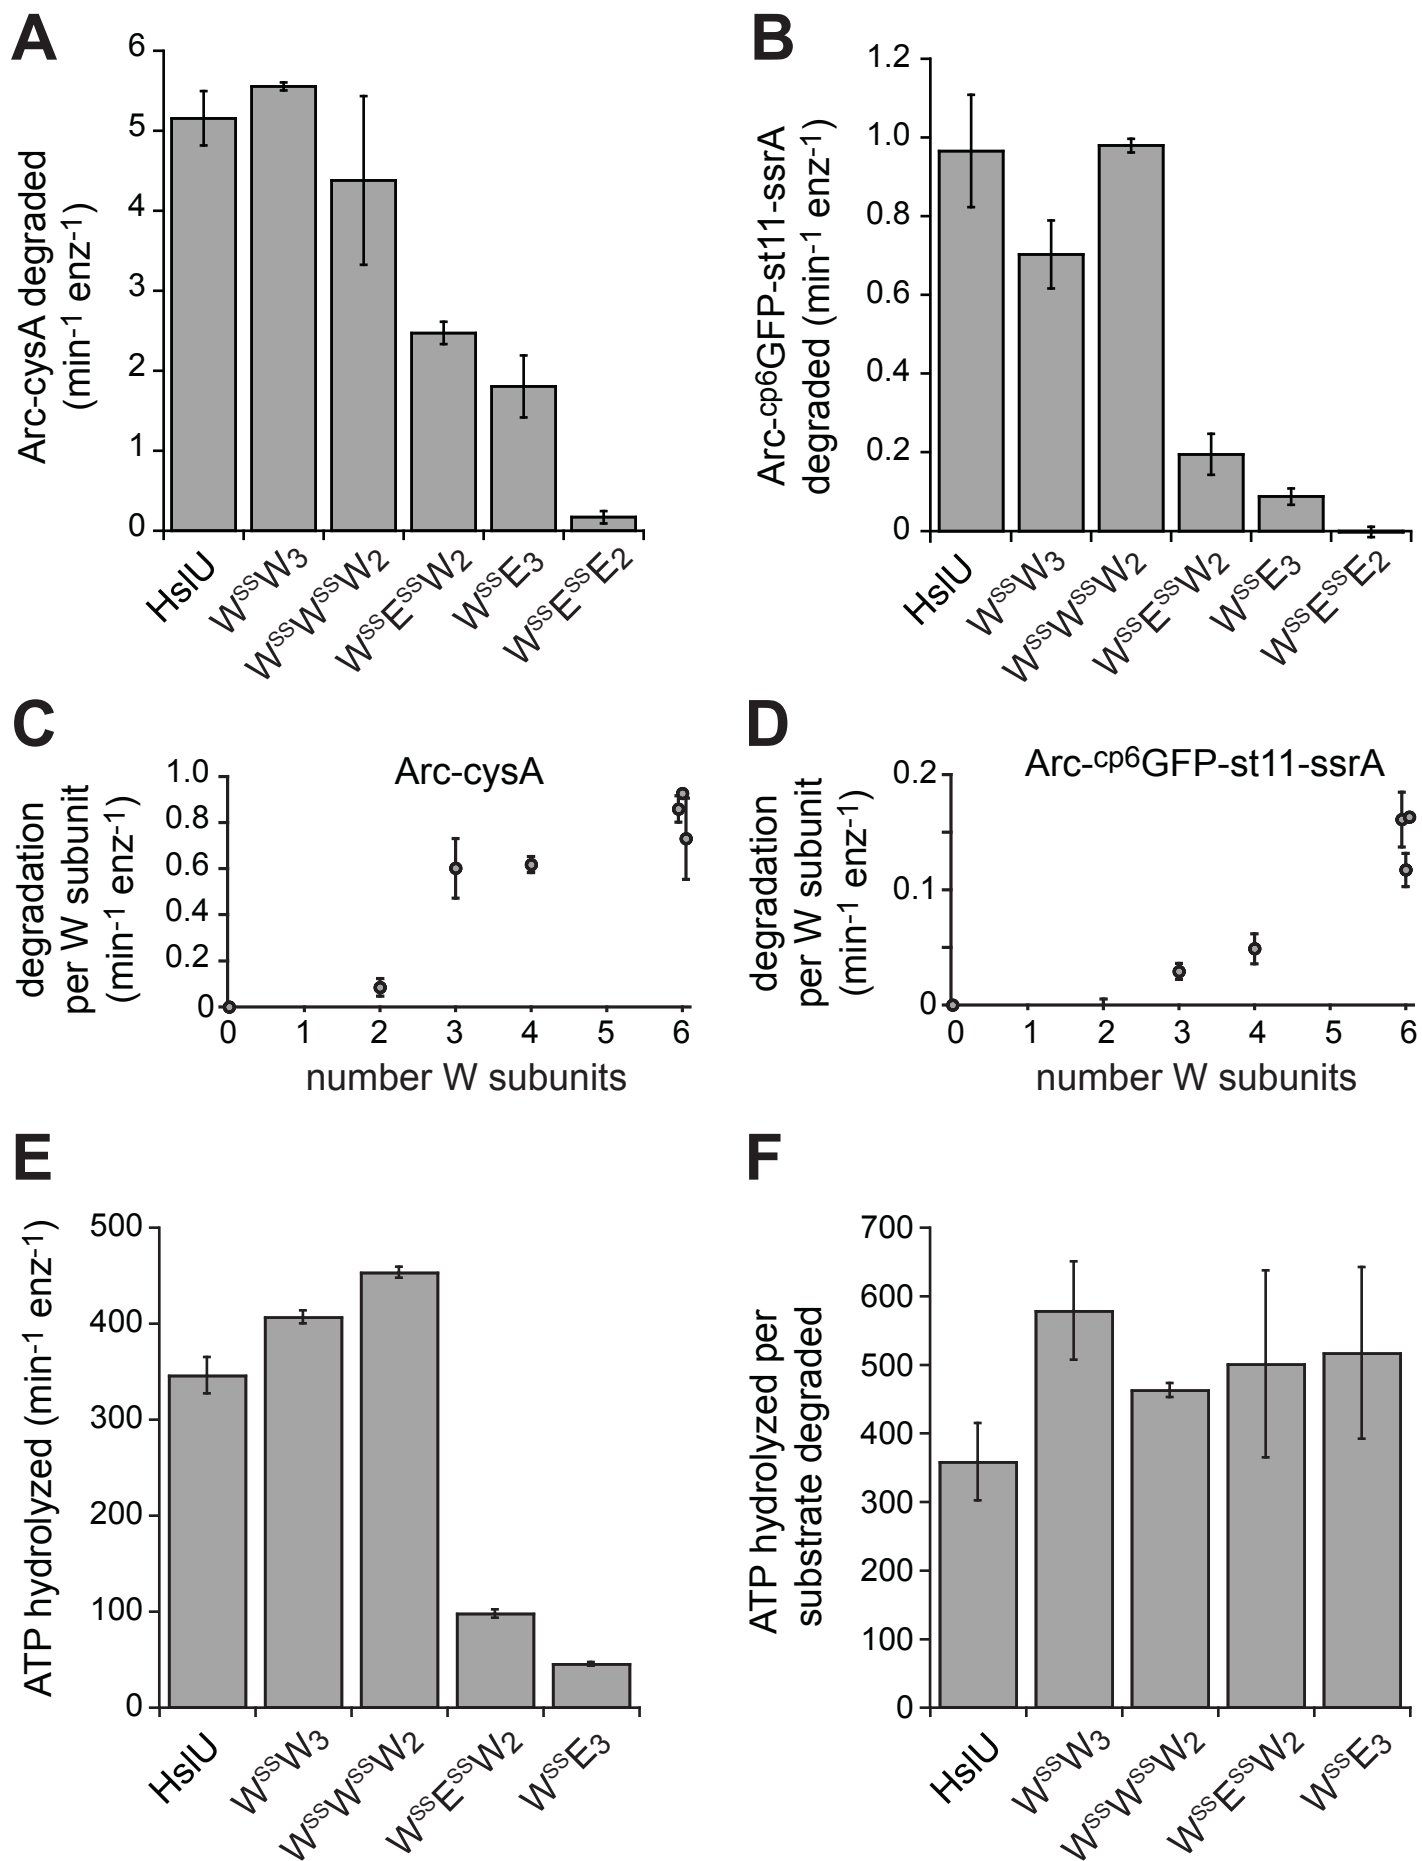 A
Arc-cysA degraded
(min-1 enz-1)
6
5
4
3
2
1
0
HslU
WSSW3
WSSWSSW2
WSSESSW2
WSSE3
WSSESSE2
B
Arc-cp6GFP-st11-ssrA
degraded (min-1 enz-1)
1.2
1.0
0.8
0.6
0.4
0.2
0
HslU
WSSW3
WSSWSSW2
WSSESSW2
WSSE3
WSSESSE2
C
Arc-cysA
degradation
per W subunit
(min-1 enz-1)
1.0
0.8
0.6
0.4
0.2
0
0 1 2 3 4 5 6
number W subunits
D
Arc-cp6GFP-st11-ssrA
degradation
per W subunit
(min-1 enz-1)
0.2
0.1
0
0 1 2 3 4 5 6
number W subunits
E
ATP hydrolyzed (min-1 enz-1)
500
400
300
200
100
0
HslU
WSSW3
WSSWSSW2
WSSESSW2
WSSE3
F
ATP hydrolyzed per
substrate degraded
700
600
500
400
300
200
100
0
HslU
WSSW3
WSSWSSW2
WSSESSW2
WSSE3